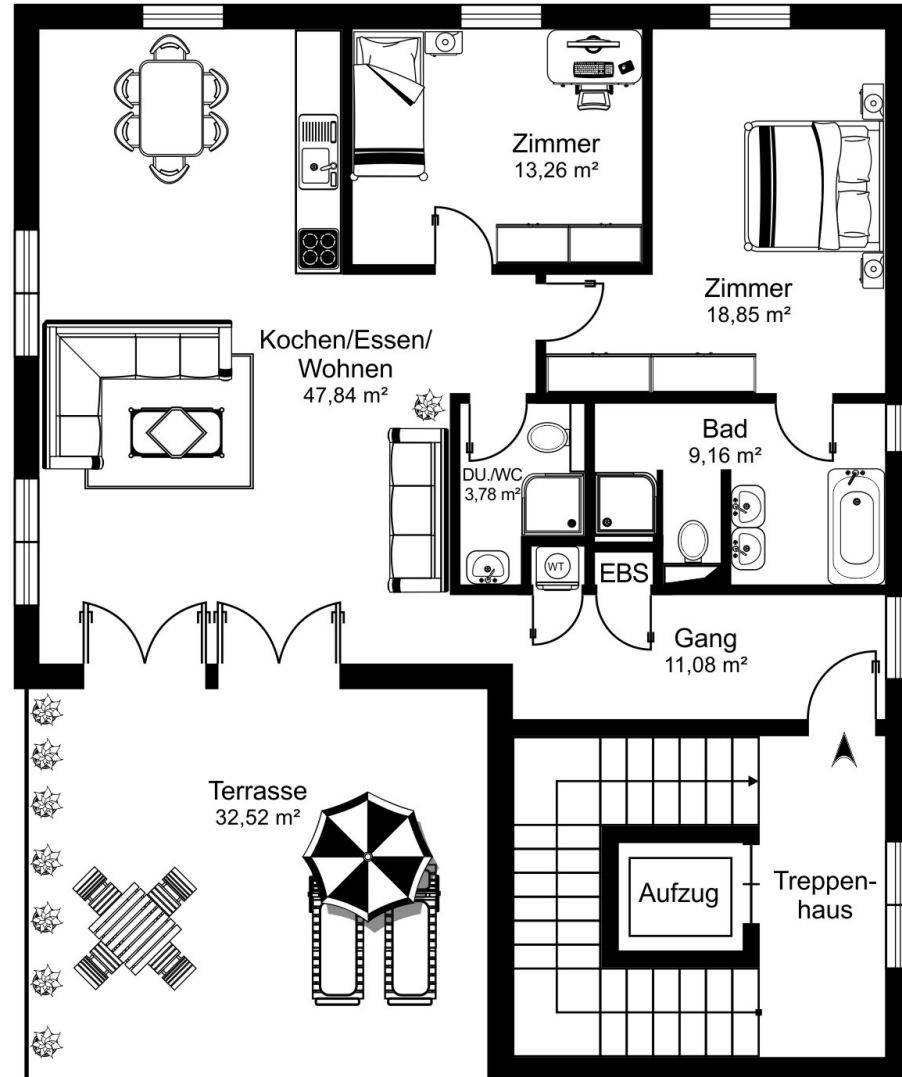 Zimmer
13,26 m²
Zimmer
18,85 m²
Kochen/Essen/
Wohnen
47,84 m²
Bad
9,16 m²
DU./WC
3,78 m²
WT
EBS
Gang
11,08 m²
Terrasse
32,52 m²
Aufzug
Treppen-
haus